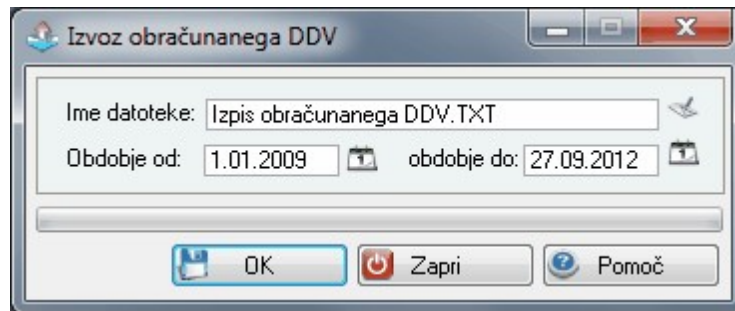 Izvoz obračunanega DDV
Ime datoteke: Izpis obračunanega DDV.TXT
Obdobje od: 1.01.2009 obdobje do: 27.09.2012
OK Zapri Pomoč